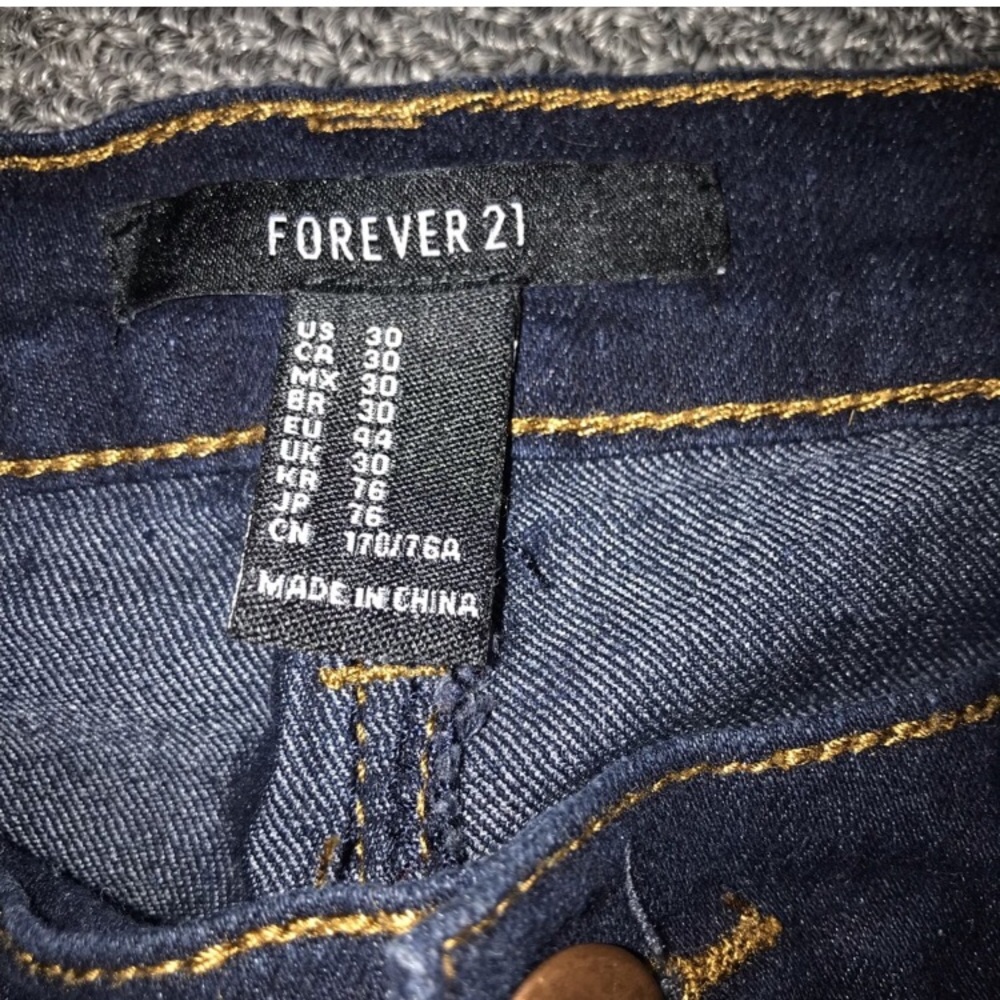 FOREVER 21
US 30
CA 30
MX 30
BR 30
EU 44
UK 30
KR 76
JP 76
CN 170/76A
MADE IN CHINA